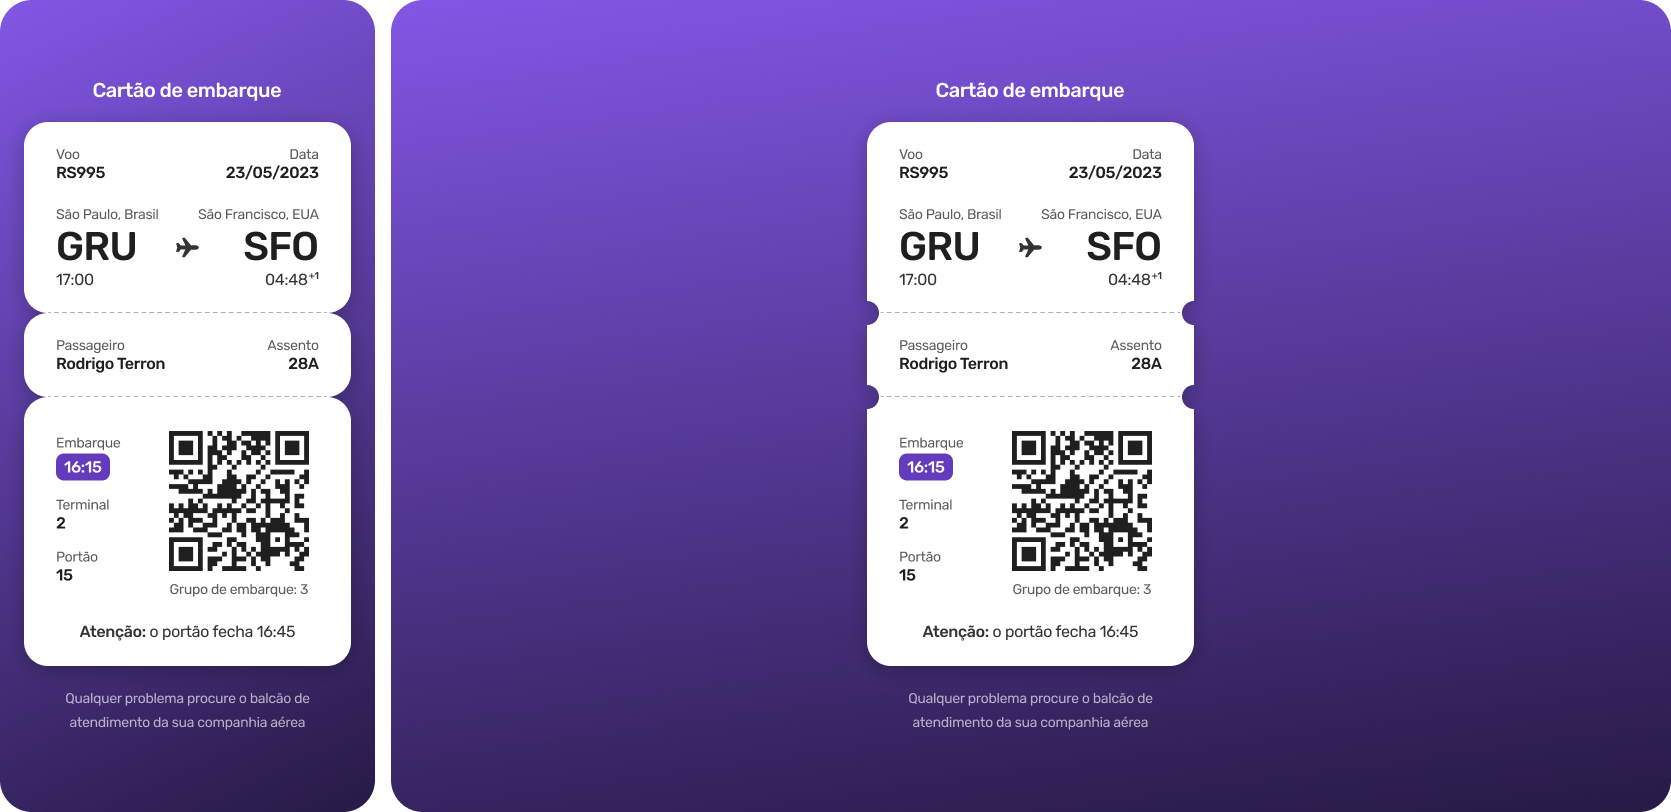 Cartão de embarque
Voo Data
RS995 23/05/2023
São Paulo, Brasil São Francisco, EUA
GRU SFO
17:00 04:48+1
Passageiro Assento
Rodrigo Terron 28A
Embarque
16:15
Terminal
2
Portão
15
Grupo de embarque: 3
Atenção: o portão fecha 16:45
Qualquer problema procure o balcão de
atendimento da sua companhia aérea
Cartão de embarque
Voo Data
RS995 23/05/2023
São Paulo, Brasil São Francisco, EUA
GRU SFO
17:00 04:48+1
Passageiro Assento
Rodrigo Terron 28A
Embarque
16:15
Terminal
2
Portão
15
Grupo de embarque: 3
Atenção: o portão fecha 16:45
Qualquer problema procure o balcão de
atendimento da sua companhia aérea